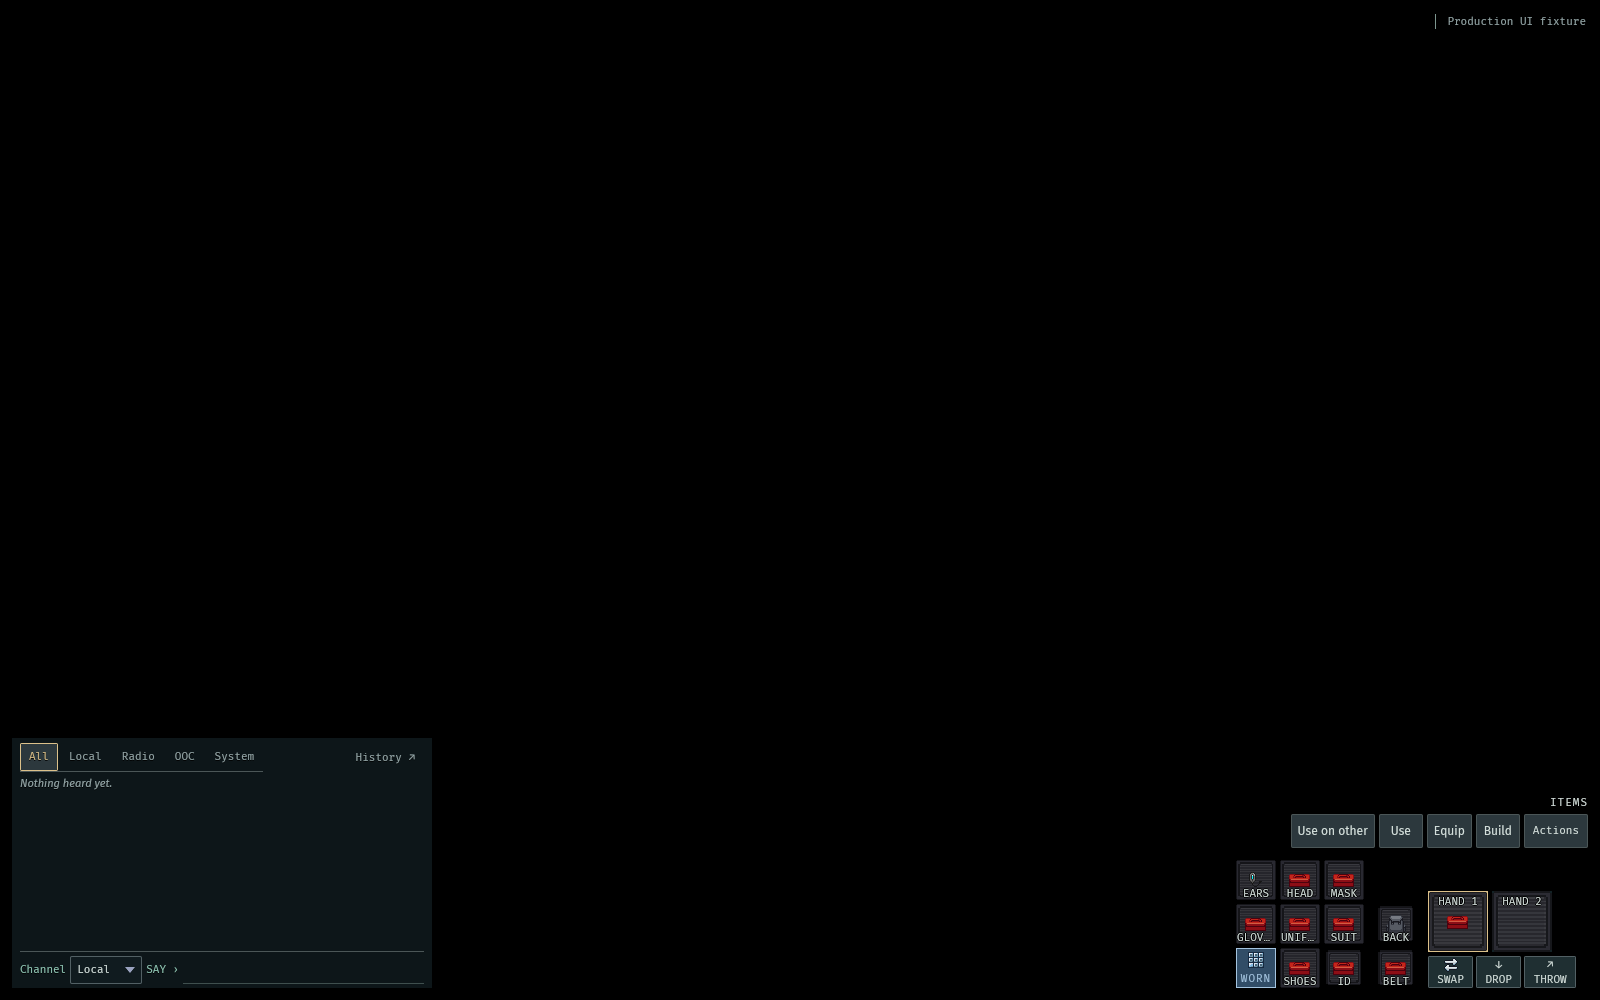 Production UI fixture
All Local Radio OOC System History ↗
Nothing heard yet.
Channel Local SAY ›
ITEMS
Use on other Use Equip Build Actions
EARS HEAD MASK
GLOV... UNIF... SUIT BACK
WORN SHOES ID BELT
HAND 1 HAND 2
SWAP DROP THROW